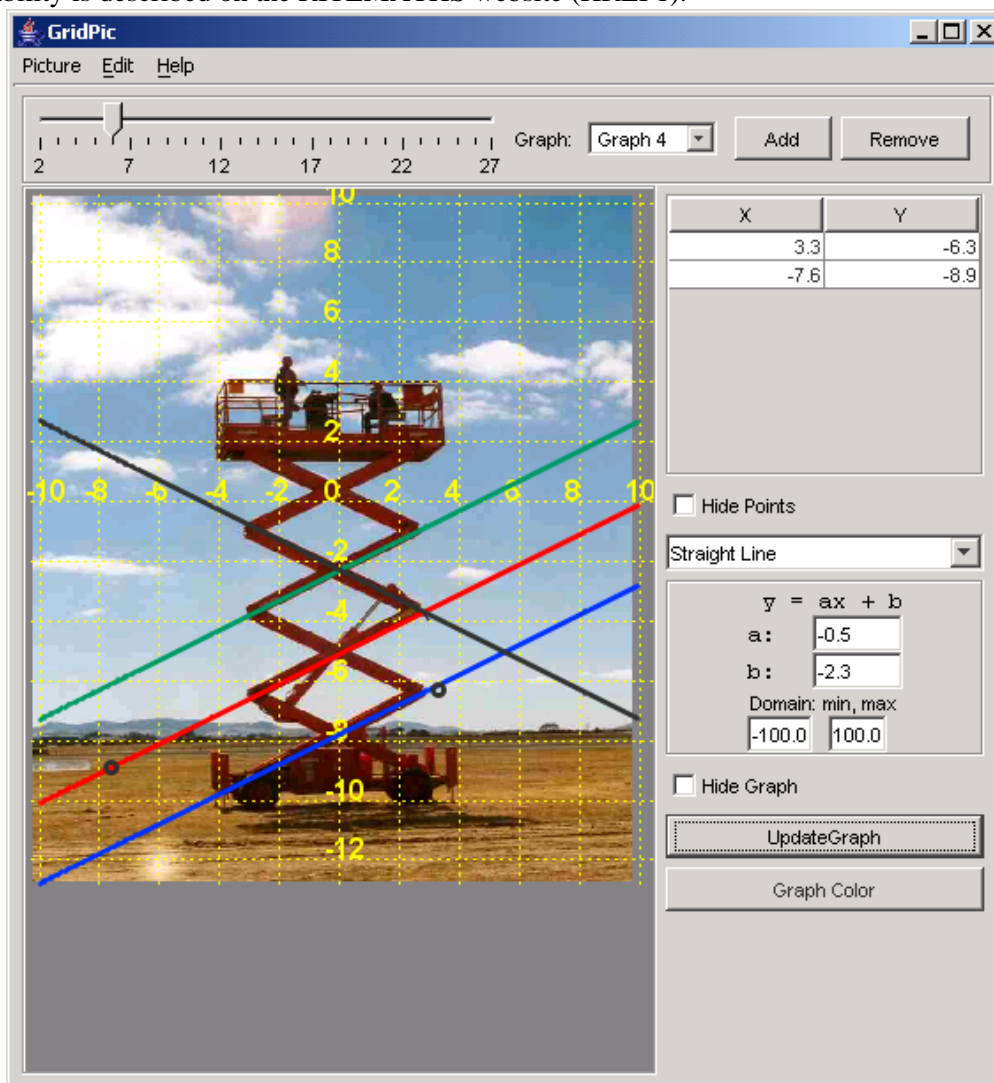 GridPic
Picture Edit Help
Graph: Graph 4 Add Remove
2 7 12 17 22 27
X Y
3.3 -6.3
-7.6 -8.9
10
8
6
4
2
-10 -8 -6 -4 -2 0 2 4 6 8 10
-2
-4
-6
-8
-10
-12
Hide Points
Straight Line
y = ax + b
a: -0.5
b: -2.3
Domain: min, max
-100.0 100.0
Hide Graph
UpdateGraph
Graph Color